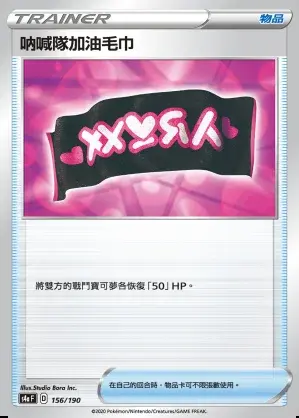 TRAINER
物品
吶喊隊加油毛巾
將雙方的戰鬥寶可夢各恢復「50」HP。
Illus.Studio Bora Inc.
在自己的回合時，物品卡可不限張數使用。
s4a F D 156/190
©2020 Pokémon/Nintendo/Creatures/GAME FREAK.